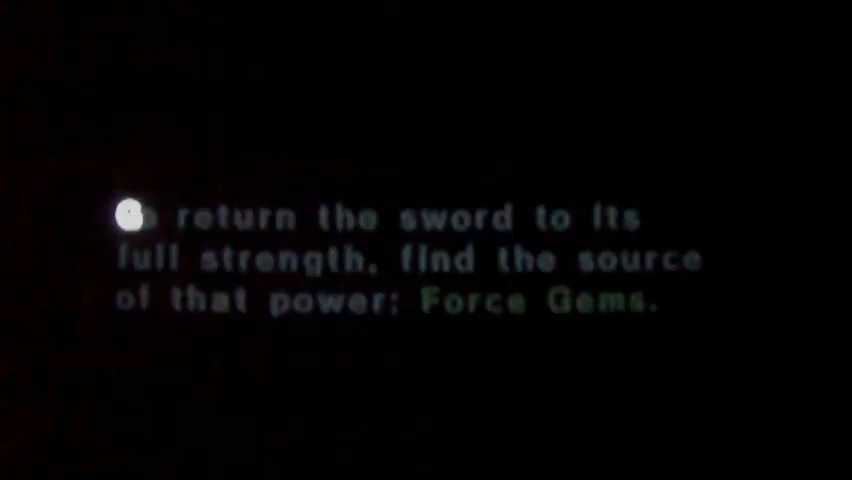 return the sword to its
full strength, find the source
of that power: Force Gems.